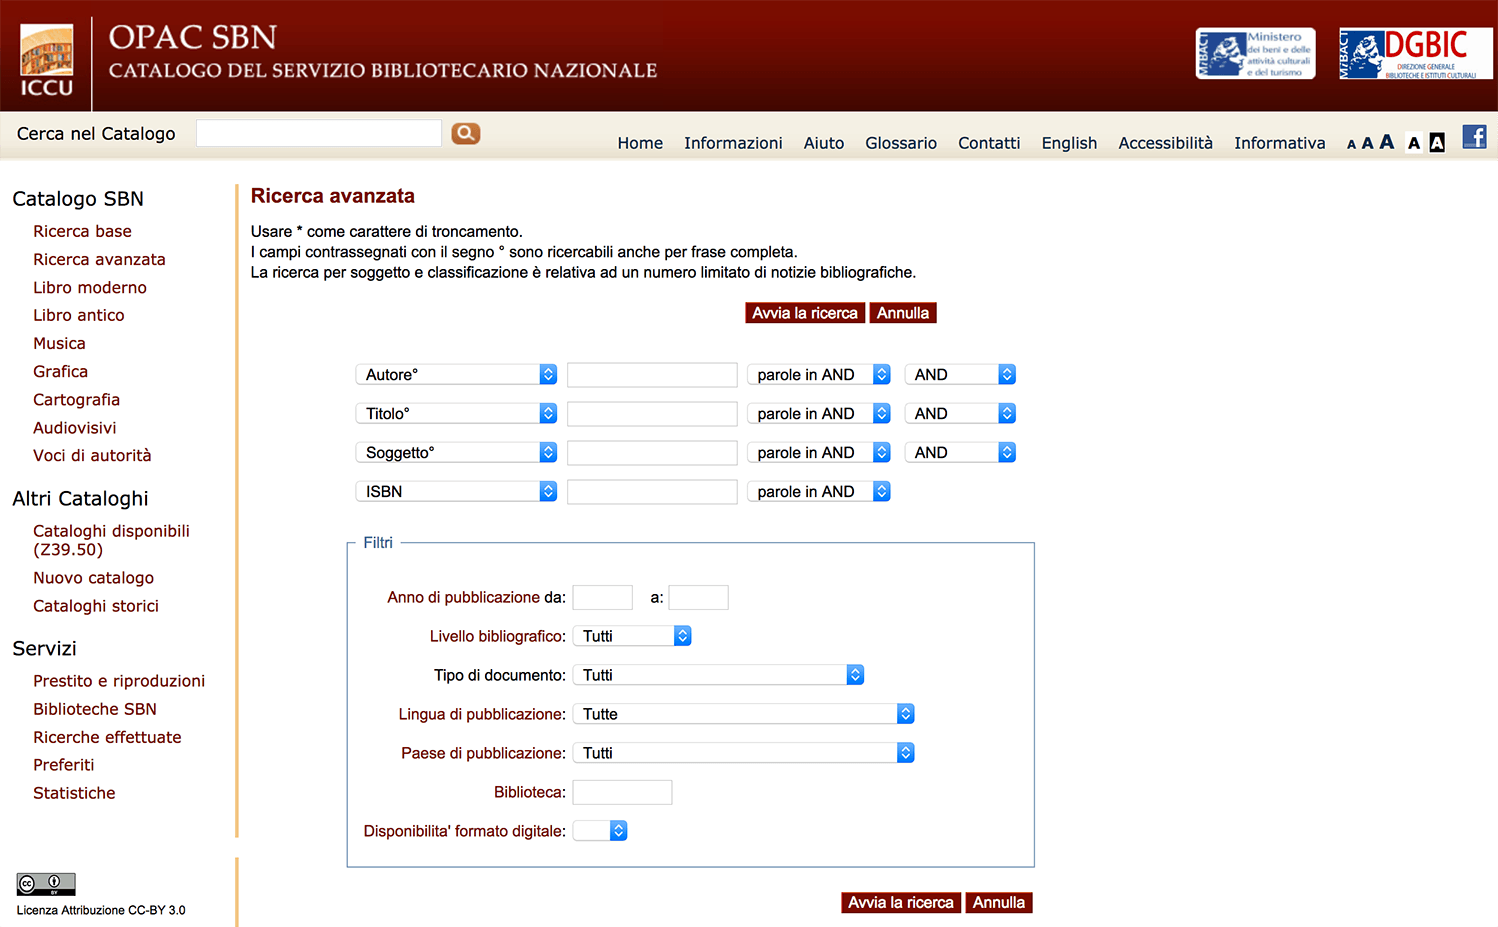 ICCU
OPAC SBN
CATALOGO DEL SERVIZIO BIBLIOTECARIO NAZIONALE
MiBACT
Ministero
dei beni e delle
attività culturali
e del turismo
MiBACT
DGBIC
DIREZIONE GENERALE
BIBLIOTECHE E ISTITUTI CULTURALI
Cerca nel Catalogo
Home Informazioni Aiuto Glossario Contatti English Accessibilità Informativa A A A A A f
Catalogo SBN
Ricerca base
Ricerca avanzata
Libro moderno
Libro antico
Musica
Grafica
Cartografia
Audiovisivi
Voci di autorità
Altri Cataloghi
Cataloghi disponibili
(Z39.50)
Nuovo catalogo
Cataloghi storici
Servizi
Prestito e riproduzioni
Biblioteche SBN
Ricerche effettuate
Preferiti
Statistiche
cc BY
Licenza Attribuzione CC-BY 3.0
Ricerca avanzata
Usare * come carattere di troncamento.
I campi contrassegnati con il segno ° sono ricercabili anche per frase completa.
La ricerca per soggetto e classificazione è relativa ad un numero limitato di notizie bibliografiche.
Avvia la ricerca Annulla
Autore° parole in AND AND
Titolo° parole in AND AND
Soggetto° parole in AND AND
ISBN parole in AND
Filtri
Anno di pubblicazione da: a:
Livello bibliografico: Tutti
Tipo di documento: Tutti
Lingua di pubblicazione: Tutte
Paese di pubblicazione: Tutti
Biblioteca:
Disponibilita' formato digitale:
Avvia la ricerca Annulla